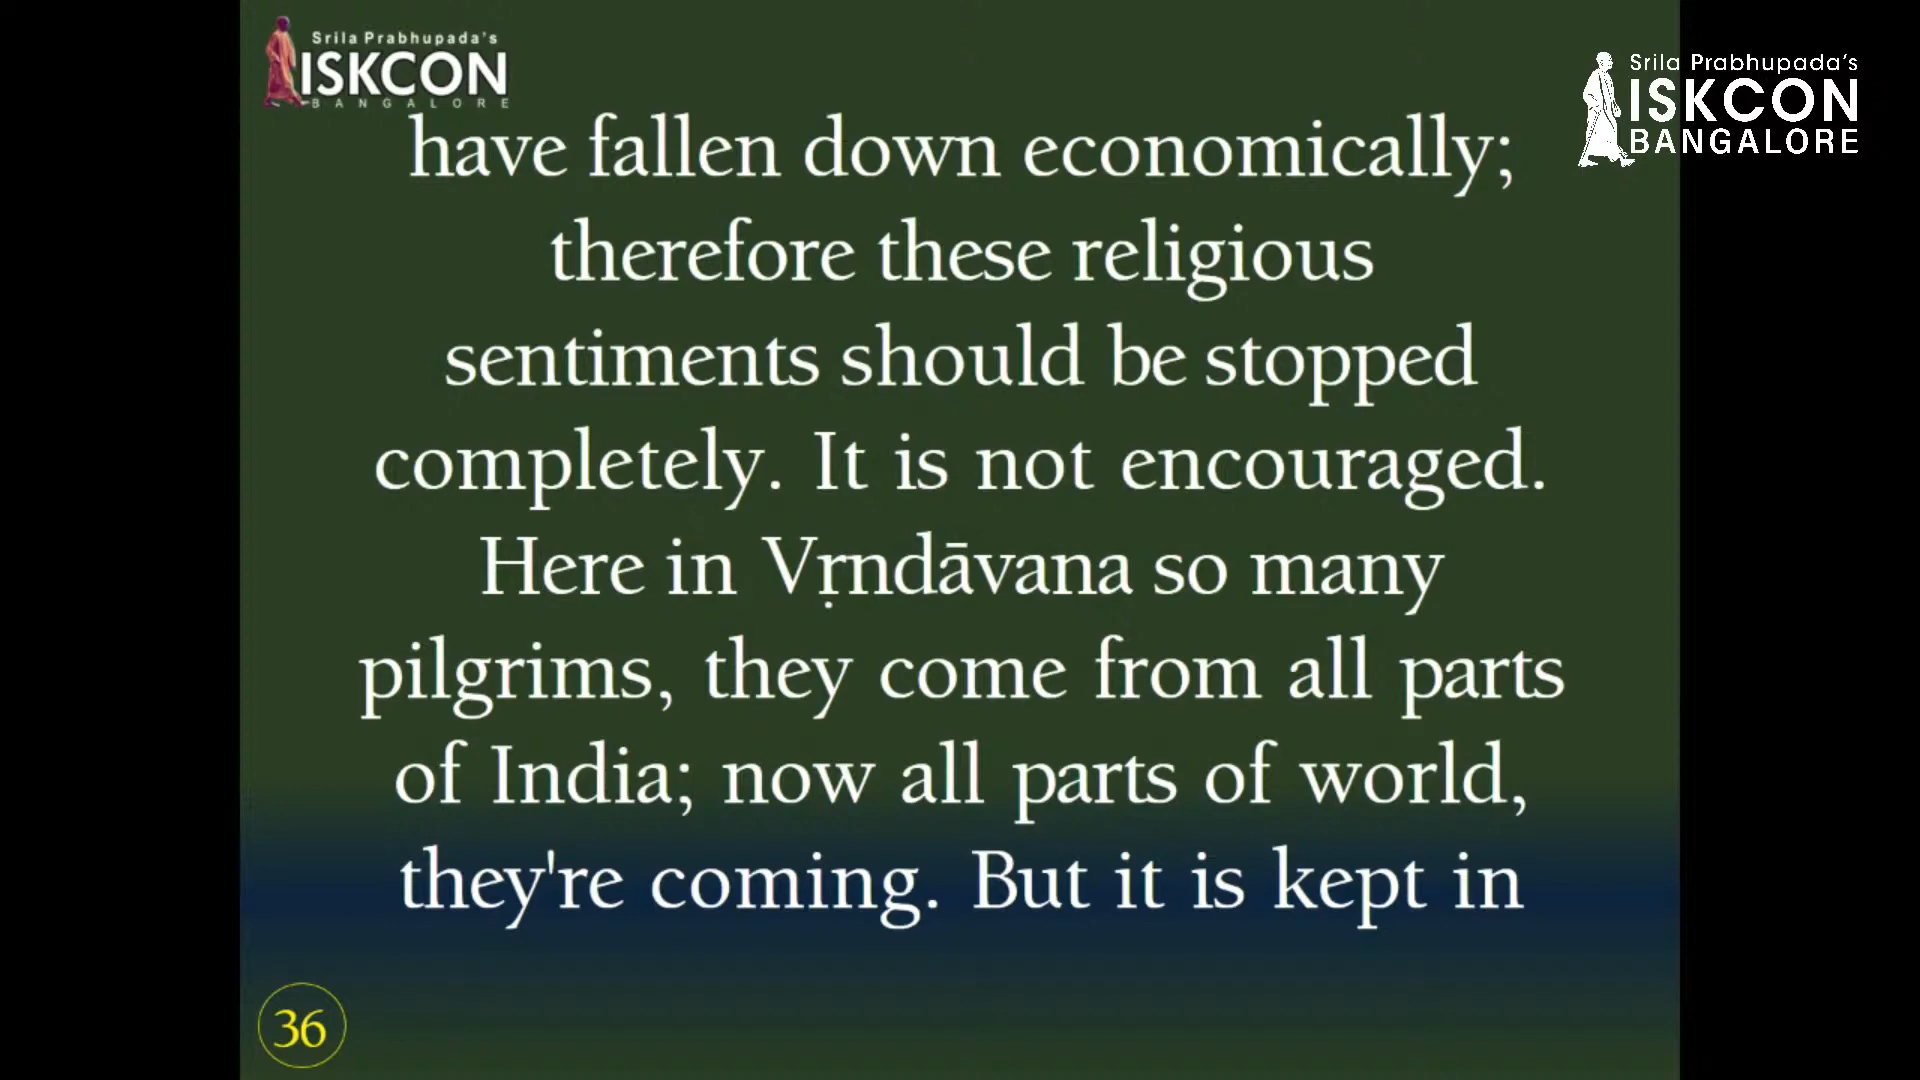 Srila Prabhupada's
ISKCON
BANGALORE
Srila Prabhupada's
ISKCON
BANGALORE
have fallen down economically;
therefore these religious
sentiments should be stopped
completely. It is not encouraged.
Here in Vṛndāvana so many
pilgrims, they come from all parts
of India; now all parts of world,
they're coming. But it is kept in
36